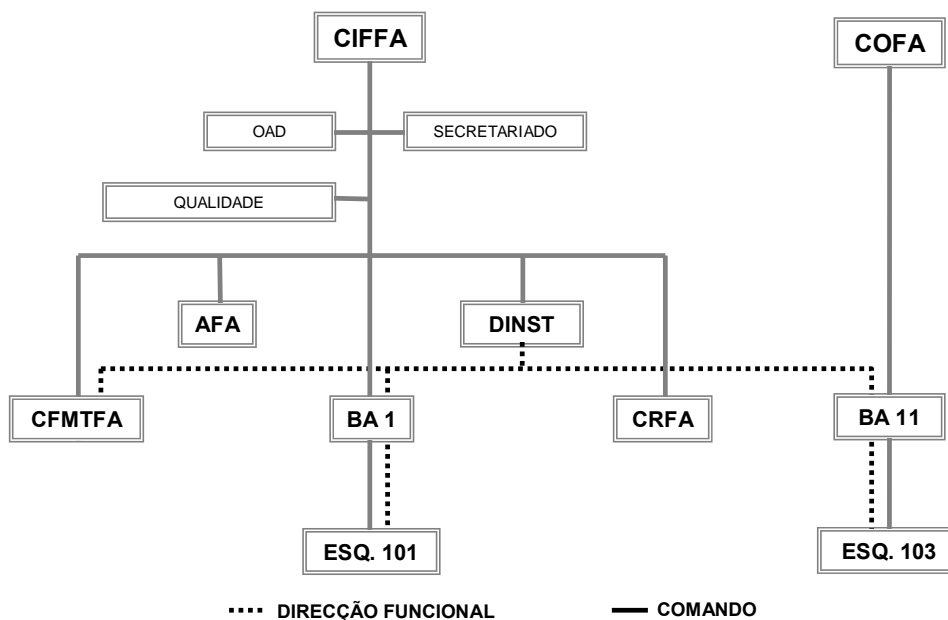 CIFFA
COFA
OAD
SECRETARIADO
QUALIDADE
AFA
DINST
CFMTFA
BA 1
CRFA
BA 11
ESQ. 101
ESQ. 103
DIRECÇÃO FUNCIONAL
COMANDO